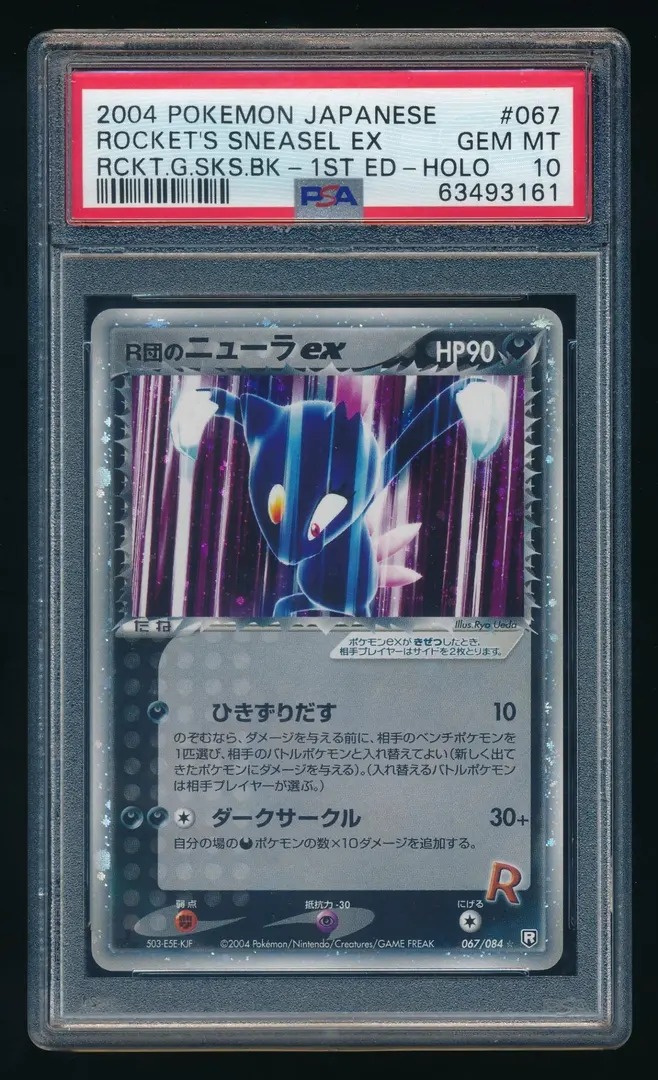 2004 POKEMON JAPANESE #067
ROCKET'S SNEASEL EX GEM MT
RCKT.G.SKS.BK - 1ST ED - HOLO 10
PSA 63493161
R団のニューラex HP90
たね Illus.Ryo Ueda
ポケモンexが きぜつしたとき、
相手プレイヤーはサイドを2枚とります。
ひきずりだす 10
のぞむなら、ダメージを与える前に、相手のベンチポケモンを
1匹選び、相手のバトルポケモンと入れ替えてよい(新しく出て
きたポケモンにダメージを与える)。(入れ替えるバトルポケモン
は相手プレイヤーが選ぶ。)
ダークサークル 30+
自分の場のポケモンの数×10ダメージを追加する。
R
弱点 抵抗力 -30 にげる
503-E5E-KJF ©2004 Pokémon/Nintendo/Creatures/GAME FREAK 067/084 ☆ R